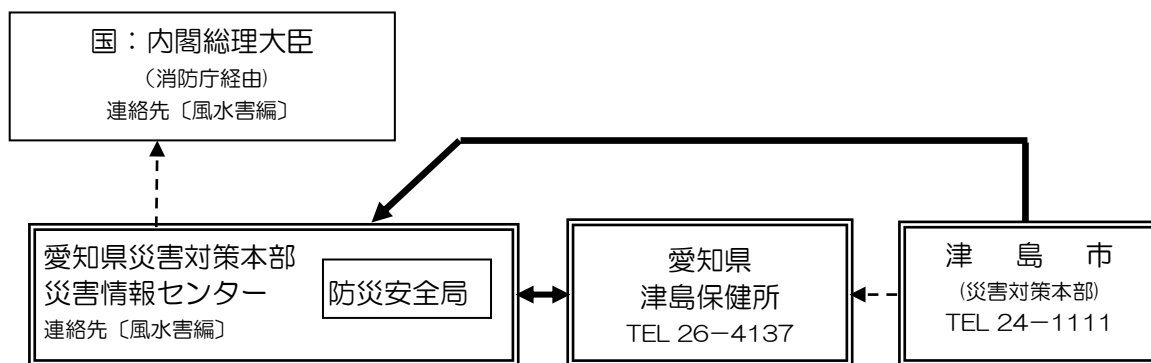 国：内閣総理大臣
（消防庁経由）
連絡先〔風水害編〕
愛知県災害対策本部
災害情報センター
連絡先〔風水害編〕
防災安全局
愛知県
津島保健所
TEL 26－4137
津　島　市
(災害対策本部)
TEL 24－1111